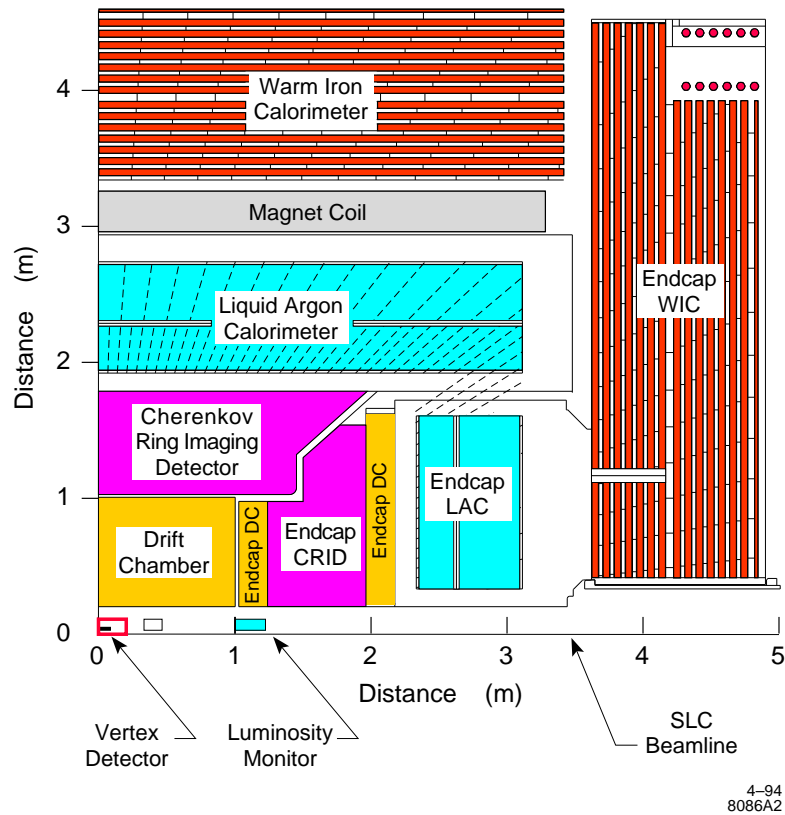 Warm Iron
Calorimeter
4
Magnet Coil
3
Distance (m)
Endcap
WIC
Liquid Argon
Calorimeter
2
Cherenkov
Ring Imaging
Detector
1
Endcap DC
Endcap
LAC
Drift
Chamber
Endcap DC
Endcap
CRID
0
0 1 2 3 4 5
Distance (m)
Vertex
Detector
Luminosity
Monitor
SLC
Beamline
4–94
8086A2